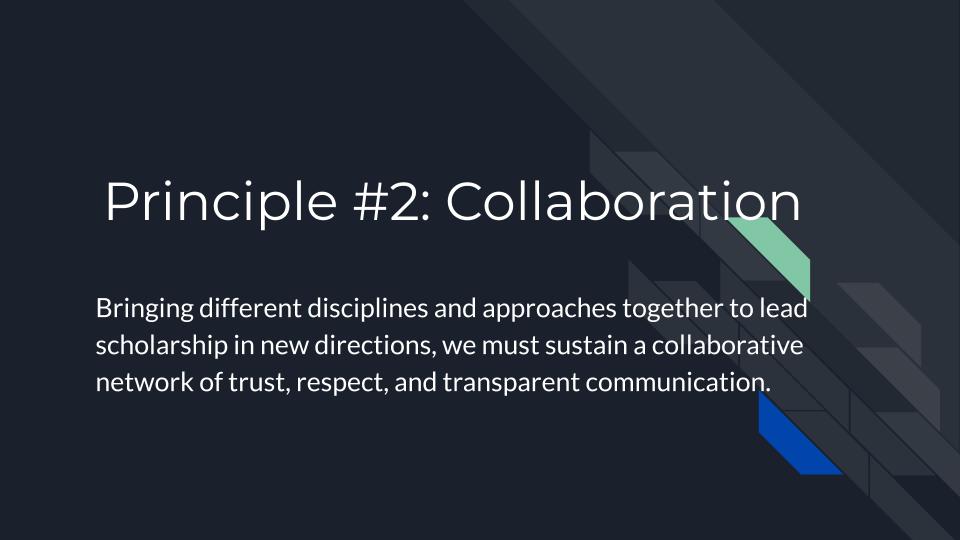 Principle #2: Collaboration
Bringing different disciplines and approaches together to lead
scholarship in new directions, we must sustain a collaborative
network of trust, respect, and transparent communication.